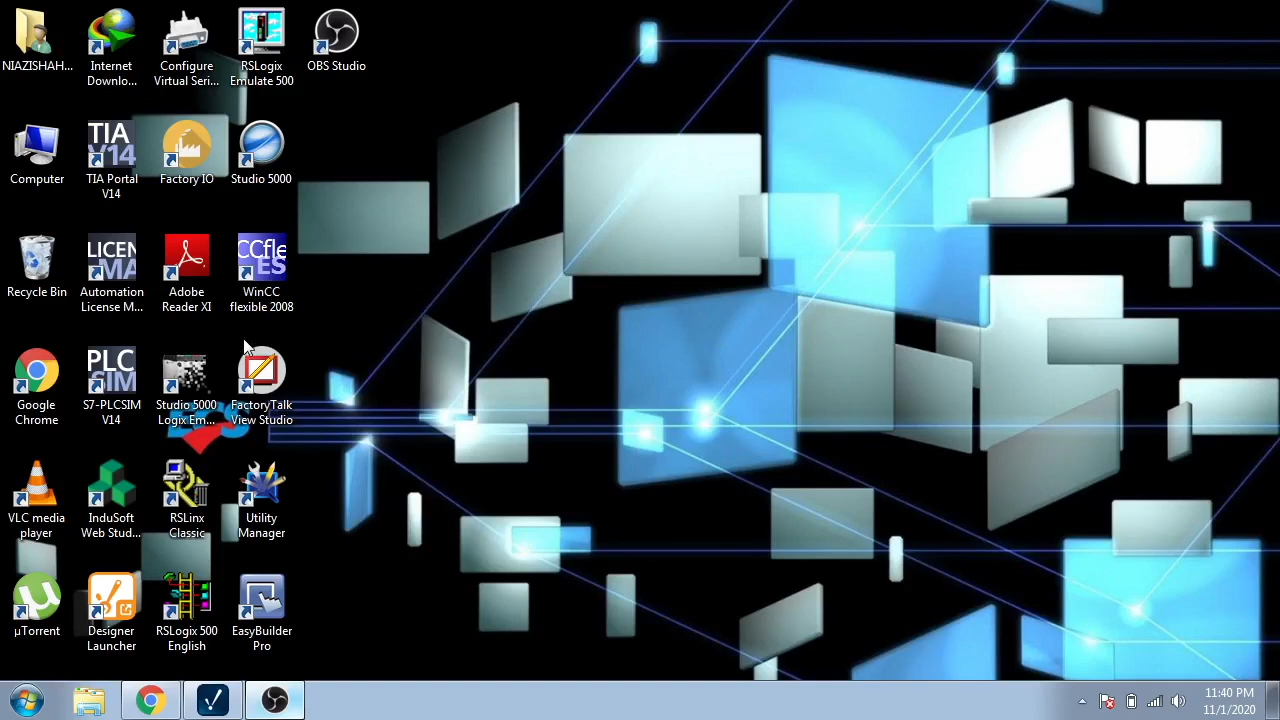 NIAZISHAH...
Internet
Downlo...
Configure
Virtual Seri...
RSLogix
Emulate 500
OBS Studio
Computer
TIA
V14
TIA Portal
V14
Factory IO
Studio 5000
Recycle Bin
LICEN
MA
Automation
License M...
Adobe
Reader XI
CCfle
ES
WinCC
flexible 2008
Google
Chrome
PLC
SIM
S7-PLCSIM
V14
Studio 5000
Logix Em...
FactoryTalk
View Studio
VLC media
player
InduSoft
Web Stud...
RSLinx
Classic
Utility
Manager
µTorrent
Designer
Launcher
RSLogix 500
English
EasyBuilder
Pro
11:40 PM
11/1/2020